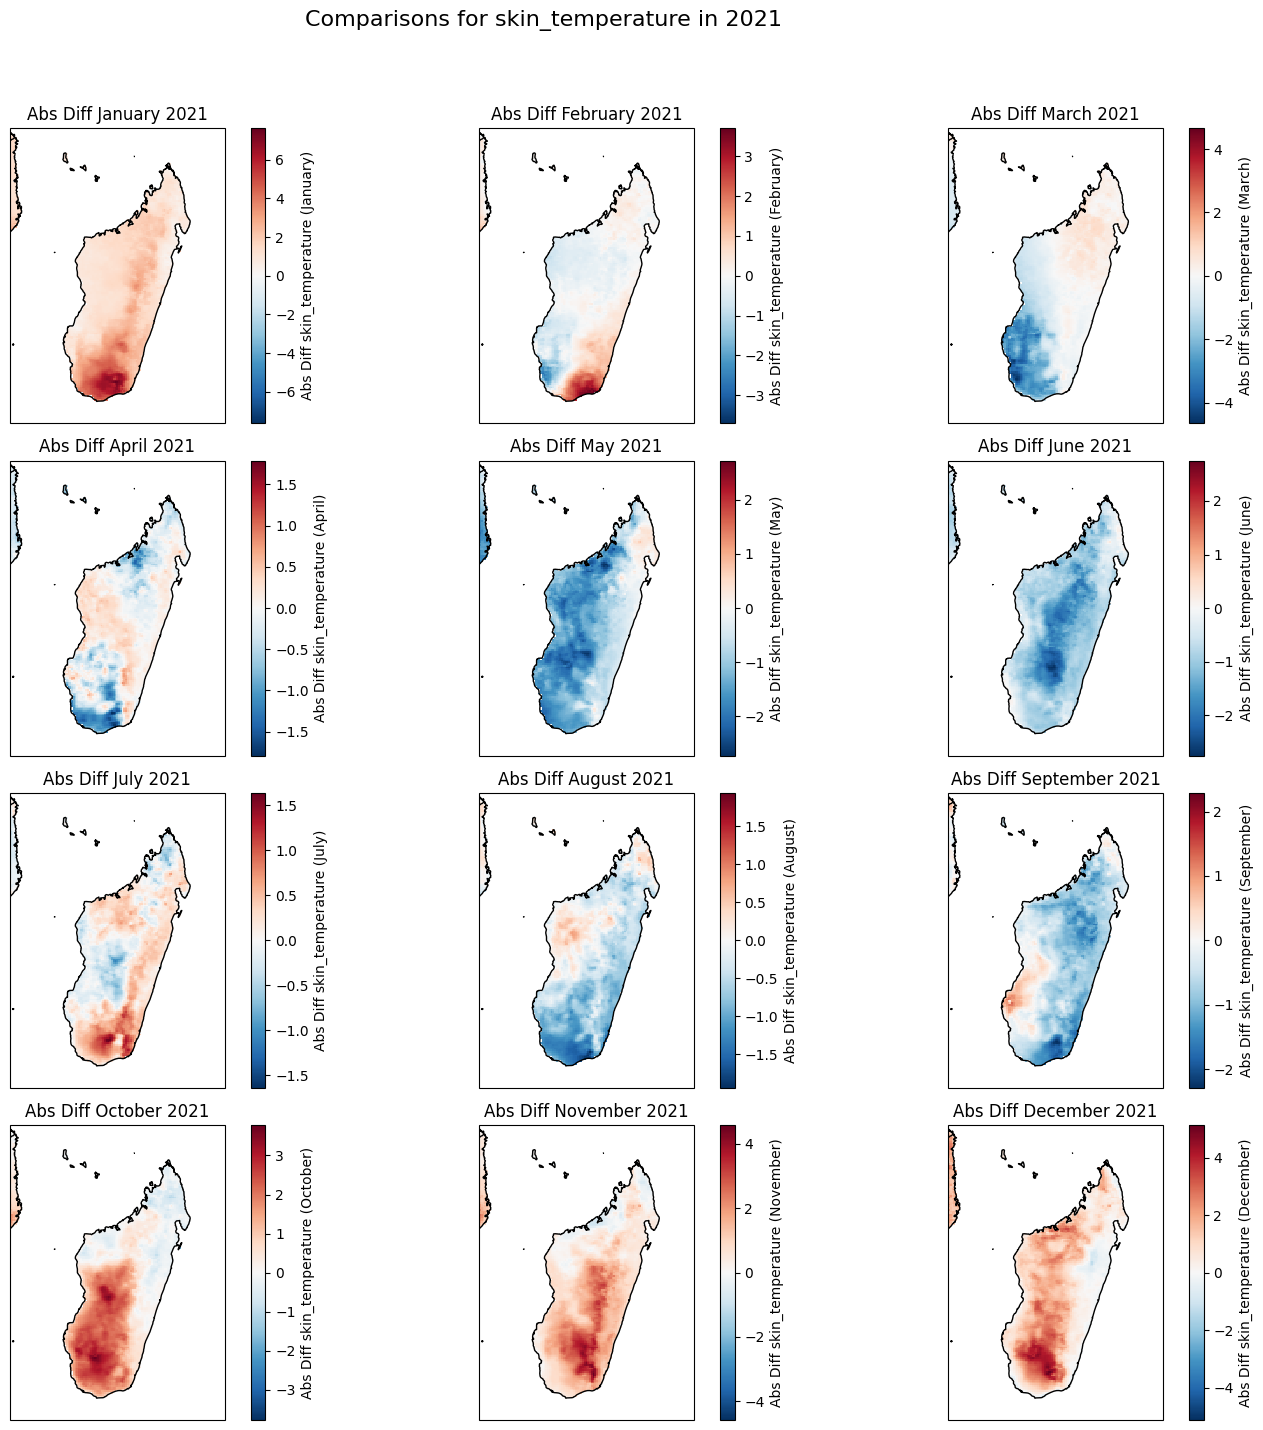 Comparisons for skin_temperature in 2021
Abs Diff January 2021
6
4
2
0
−2
−4
−6
Abs Diff skin_temperature (January)
Abs Diff February 2021
3
2
1
0
−1
−2
−3
Abs Diff skin_temperature (February)
Abs Diff March 2021
4
2
0
−2
−4
Abs Diff skin_temperature (March)
Abs Diff April 2021
1.5
1.0
0.5
0.0
−0.5
−1.0
−1.5
Abs Diff skin_temperature (April)
Abs Diff May 2021
2
1
0
−1
−2
Abs Diff skin_temperature (May)
Abs Diff June 2021
2
1
0
−1
−2
Abs Diff skin_temperature (June)
Abs Diff July 2021
1.5
1.0
0.5
0.0
−0.5
−1.0
−1.5
Abs Diff skin_temperature (July)
Abs Diff August 2021
1.5
1.0
0.5
0.0
−0.5
−1.0
−1.5
Abs Diff skin_temperature (August)
Abs Diff September 2021
2
1
0
−1
−2
Abs Diff skin_temperature (September)
Abs Diff October 2021
3
2
1
0
−1
−2
−3
Abs Diff skin_temperature (October)
Abs Diff November 2021
4
2
0
−2
−4
Abs Diff skin_temperature (November)
Abs Diff December 2021
4
2
0
−2
−4
Abs Diff skin_temperature (December)